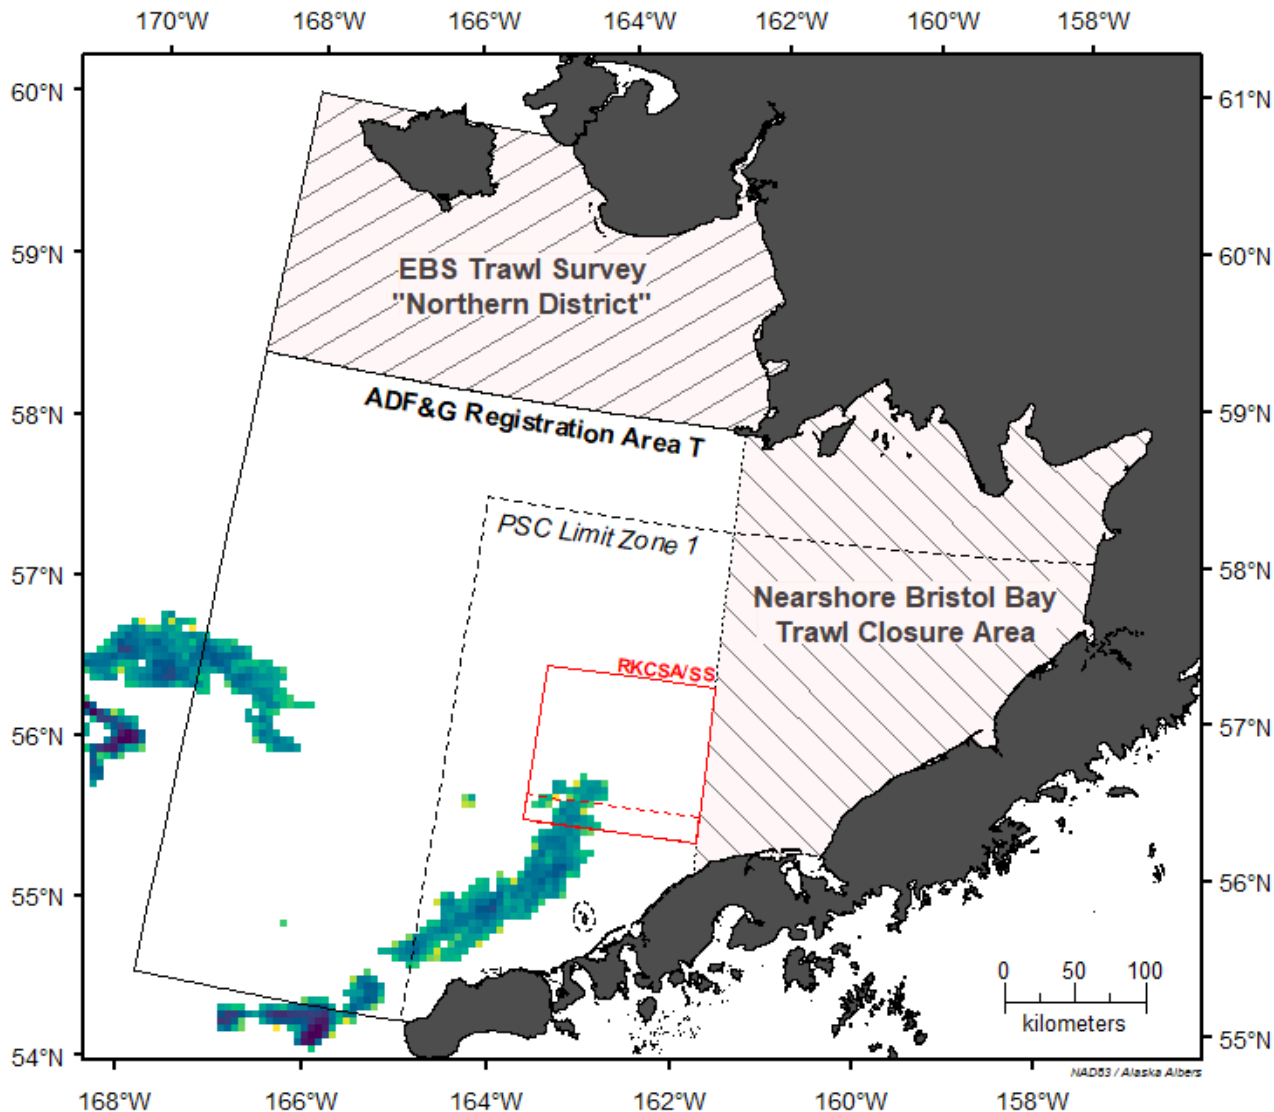 170°W 168°W 166°W 164°W 162°W 160°W 158°W
60°N
61°N
59°N
60°N
EBS Trawl Survey
"Northern District"
58°N
59°N
ADF&G Registration Area T
PSC Limit Zone 1
57°N
58°N
Nearshore Bristol Bay
Trawl Closure Area
RKCSA/SS
56°N
57°N
55°N
56°N
0 50 100
kilometers
54°N
55°N
NAD83 / Alaska Albers
168°W 166°W 164°W 162°W 160°W 158°W